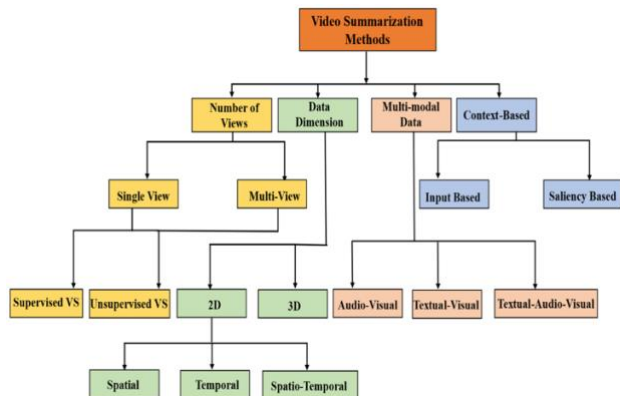 Video Summarization
Methods
Number of
Views
Data
Dimension
Multi-modal
Data
Context-Based
Single View
Multi-View
Input Based
Saliency Based
Supervised VS
Unsupervised VS
2D
3D
Audio-Visual
Textual-Visual
Textual-Audio-Visual
Spatial
Temporal
Spatio-Temporal